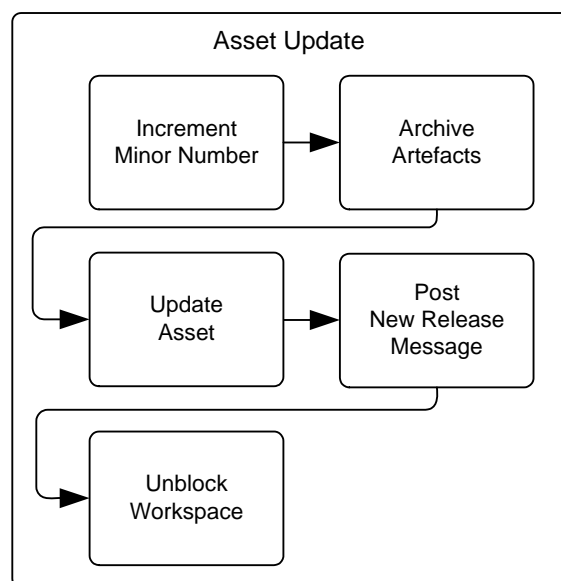 Asset Update
Increment
Minor Number
Archive
Artefacts
Update
Asset
Post
New Release
Message
Unblock
Workspace